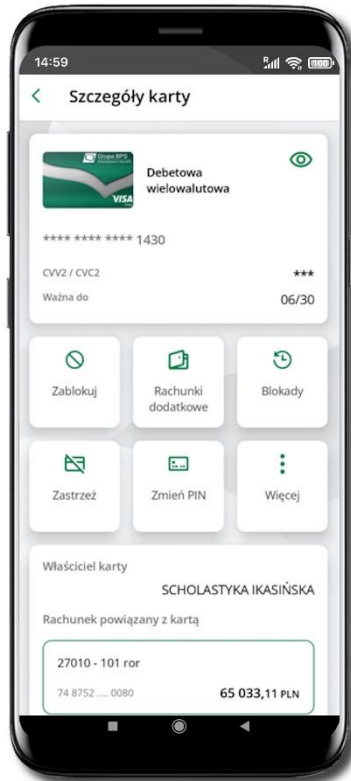 14:59
Szczegóły karty
Grupa BPS
VISA
Debetowa
wielowalutowa
**** **** **** 1430
CVV2 / CVC2 ***
Ważna do 06/30
Zablokuj
Rachunki
dodatkowe
Blokady
Zastrzeż
Zmień PIN
Więcej
Właściciel karty
SCHOLASTYKA IKASIŃSKA
Rachunek powiązany z kartą
27010 - 101 ror
74 8752 .... 0080 65 033,11 PLN